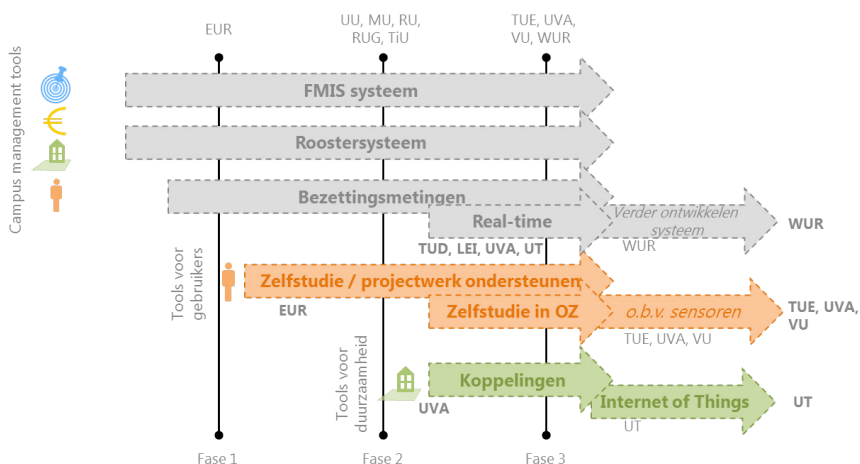 UU, MU, RU,
TUE, UVA,
EUR
RUG, TiU
VU, WUR
Campus management tools
FMIS systeem
Roostersysteem
Bezettingsmetingen
Real-time
Verder ontwikkelen
systeem
WUR
TUD, LEI, UVA, UT
WUR
Tools voor
gebruikers
Zelfstudie / projectwerk ondersteunen
EUR
Zelfstudie in OZ
o.b.v. sensoren
TUE, UVA,
VU
TUE, UVA, VU
Tools voor
duurzaamheid
Koppelingen
UVA
Internet of Things
UT
UT
Fase 1
Fase 2
Fase 3